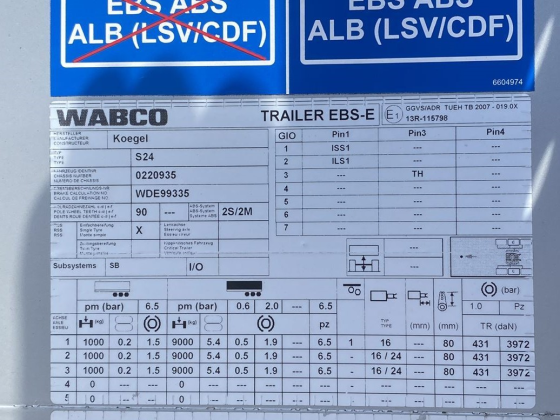 EBS ABS EBS ABS
ALB (LSV/CDF) ALB (LSV/CDF)
6604974
WABCO TRAILER EBS-E E1 GGVS/ADR TUEH TB 2007 - 019.0X
13R-115798
Koegel GIO Pin1 Pin3 Pin4
S24 1 ISS1 --- ---
2 ILS1 --- ---
0220935 3 --- TH ---
WDE99335 4 --- --- ---
5 --- --- ---
90 --- 2S/2M 6 --- --- ---
X 7 --- --- ---
Subsystems SB I/O
pm (bar) 6.5 pm (bar) 0.6 2.0 --- 6.5 (bar)
1.0 Pz
pz (mm) (mm) TR (daN)
1 1000 0.2 1.5 9000 5.4 0.5 1.9 --- 6.5 1 16 --- 80 431 3972
2 1000 0.2 1.5 9000 5.4 0.5 1.9 --- 6.5 - 16 / 24 --- 80 431 3972
3 1000 0.2 1.5 9000 5.4 0.5 1.9 --- 6.5 - 16 / 24 --- 80 431 3972
4 0 --- --- 0 --- --- --- --- --- - --- --- --- --- ---
5 0